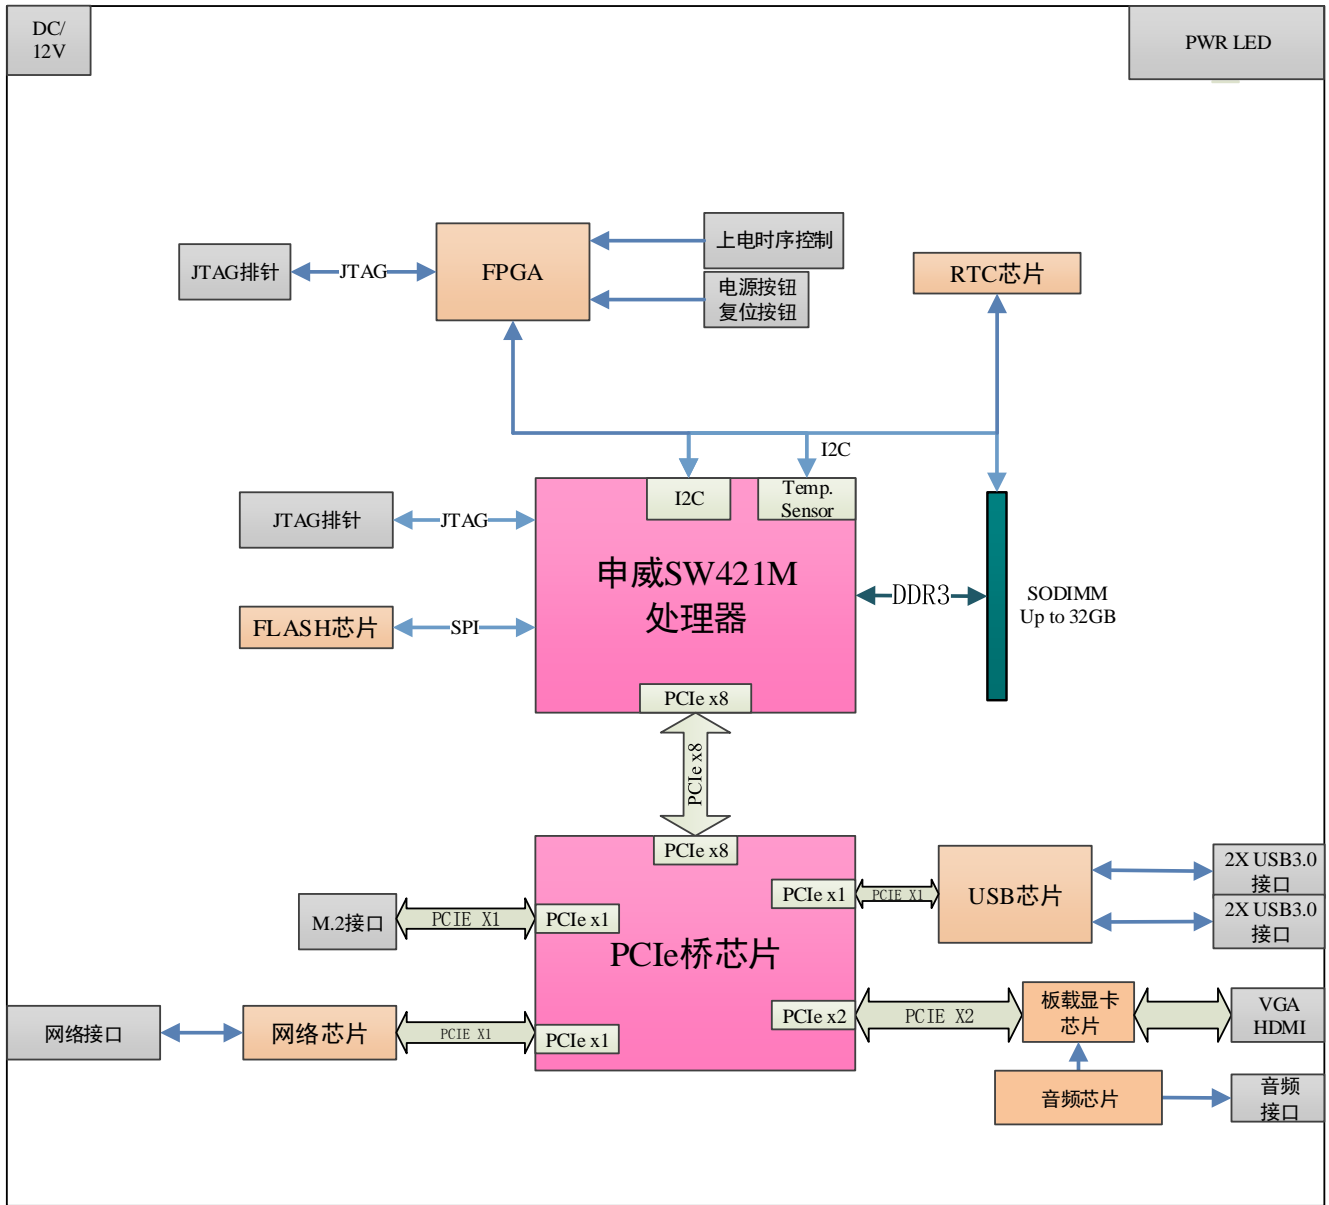 DC/
12V
PWR LED
上电时序控制
JTAG排针
JTAG
FPGA
电源按钮
复位按钮
RTC芯片
I2C
I2C
Temp.
Sensor
JTAG排针
JTAG
申威SW421M
处理器
DDR3
SODIMM
Up to 32GB
FLASH芯片
SPI
PCIe x8
PCIe x8
PCIe x8
2X USB3.0
接口
PCIe x1
PCIE X1
USB芯片
2X USB3.0
接口
M.2接口
PCIE X1
PCIe x1
PCIe桥芯片
PCIe x2
PCIE X2
板载显卡
芯片
VGA
HDMI
网络接口
网络芯片
PCIE X1
PCIe x1
音频芯片
音频
接口